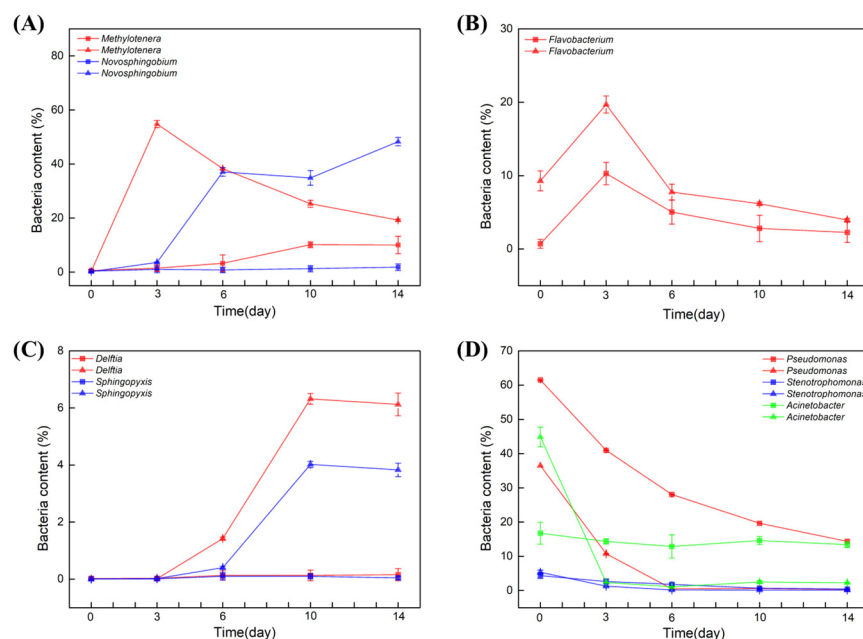 (A)
80
60
40
20
0
Bacteria content (%)
Methylotenera
Methylotenera
Novosphingobium
Novosphingobium
0 3 6 10 14
Time(day)
(B)
30
20
10
0
Bacteria content (%)
Flavobacterium
Flavobacterium
0 3 6 10 14
Time(day)
(C)
8
6
4
2
0
Bacteria content (%)
Delftia
Delftia
Sphingopyxis
Sphingopyxis
0 3 6 10 14
Time(day)
(D)
70
60
50
40
30
20
10
0
Bacteria content (%)
Pseudomonas
Pseudomonas
Stenotrophomonas
Stenotrophomonas
Acinetobacter
Acinetobacter
0 3 6 10 14
Time(day)